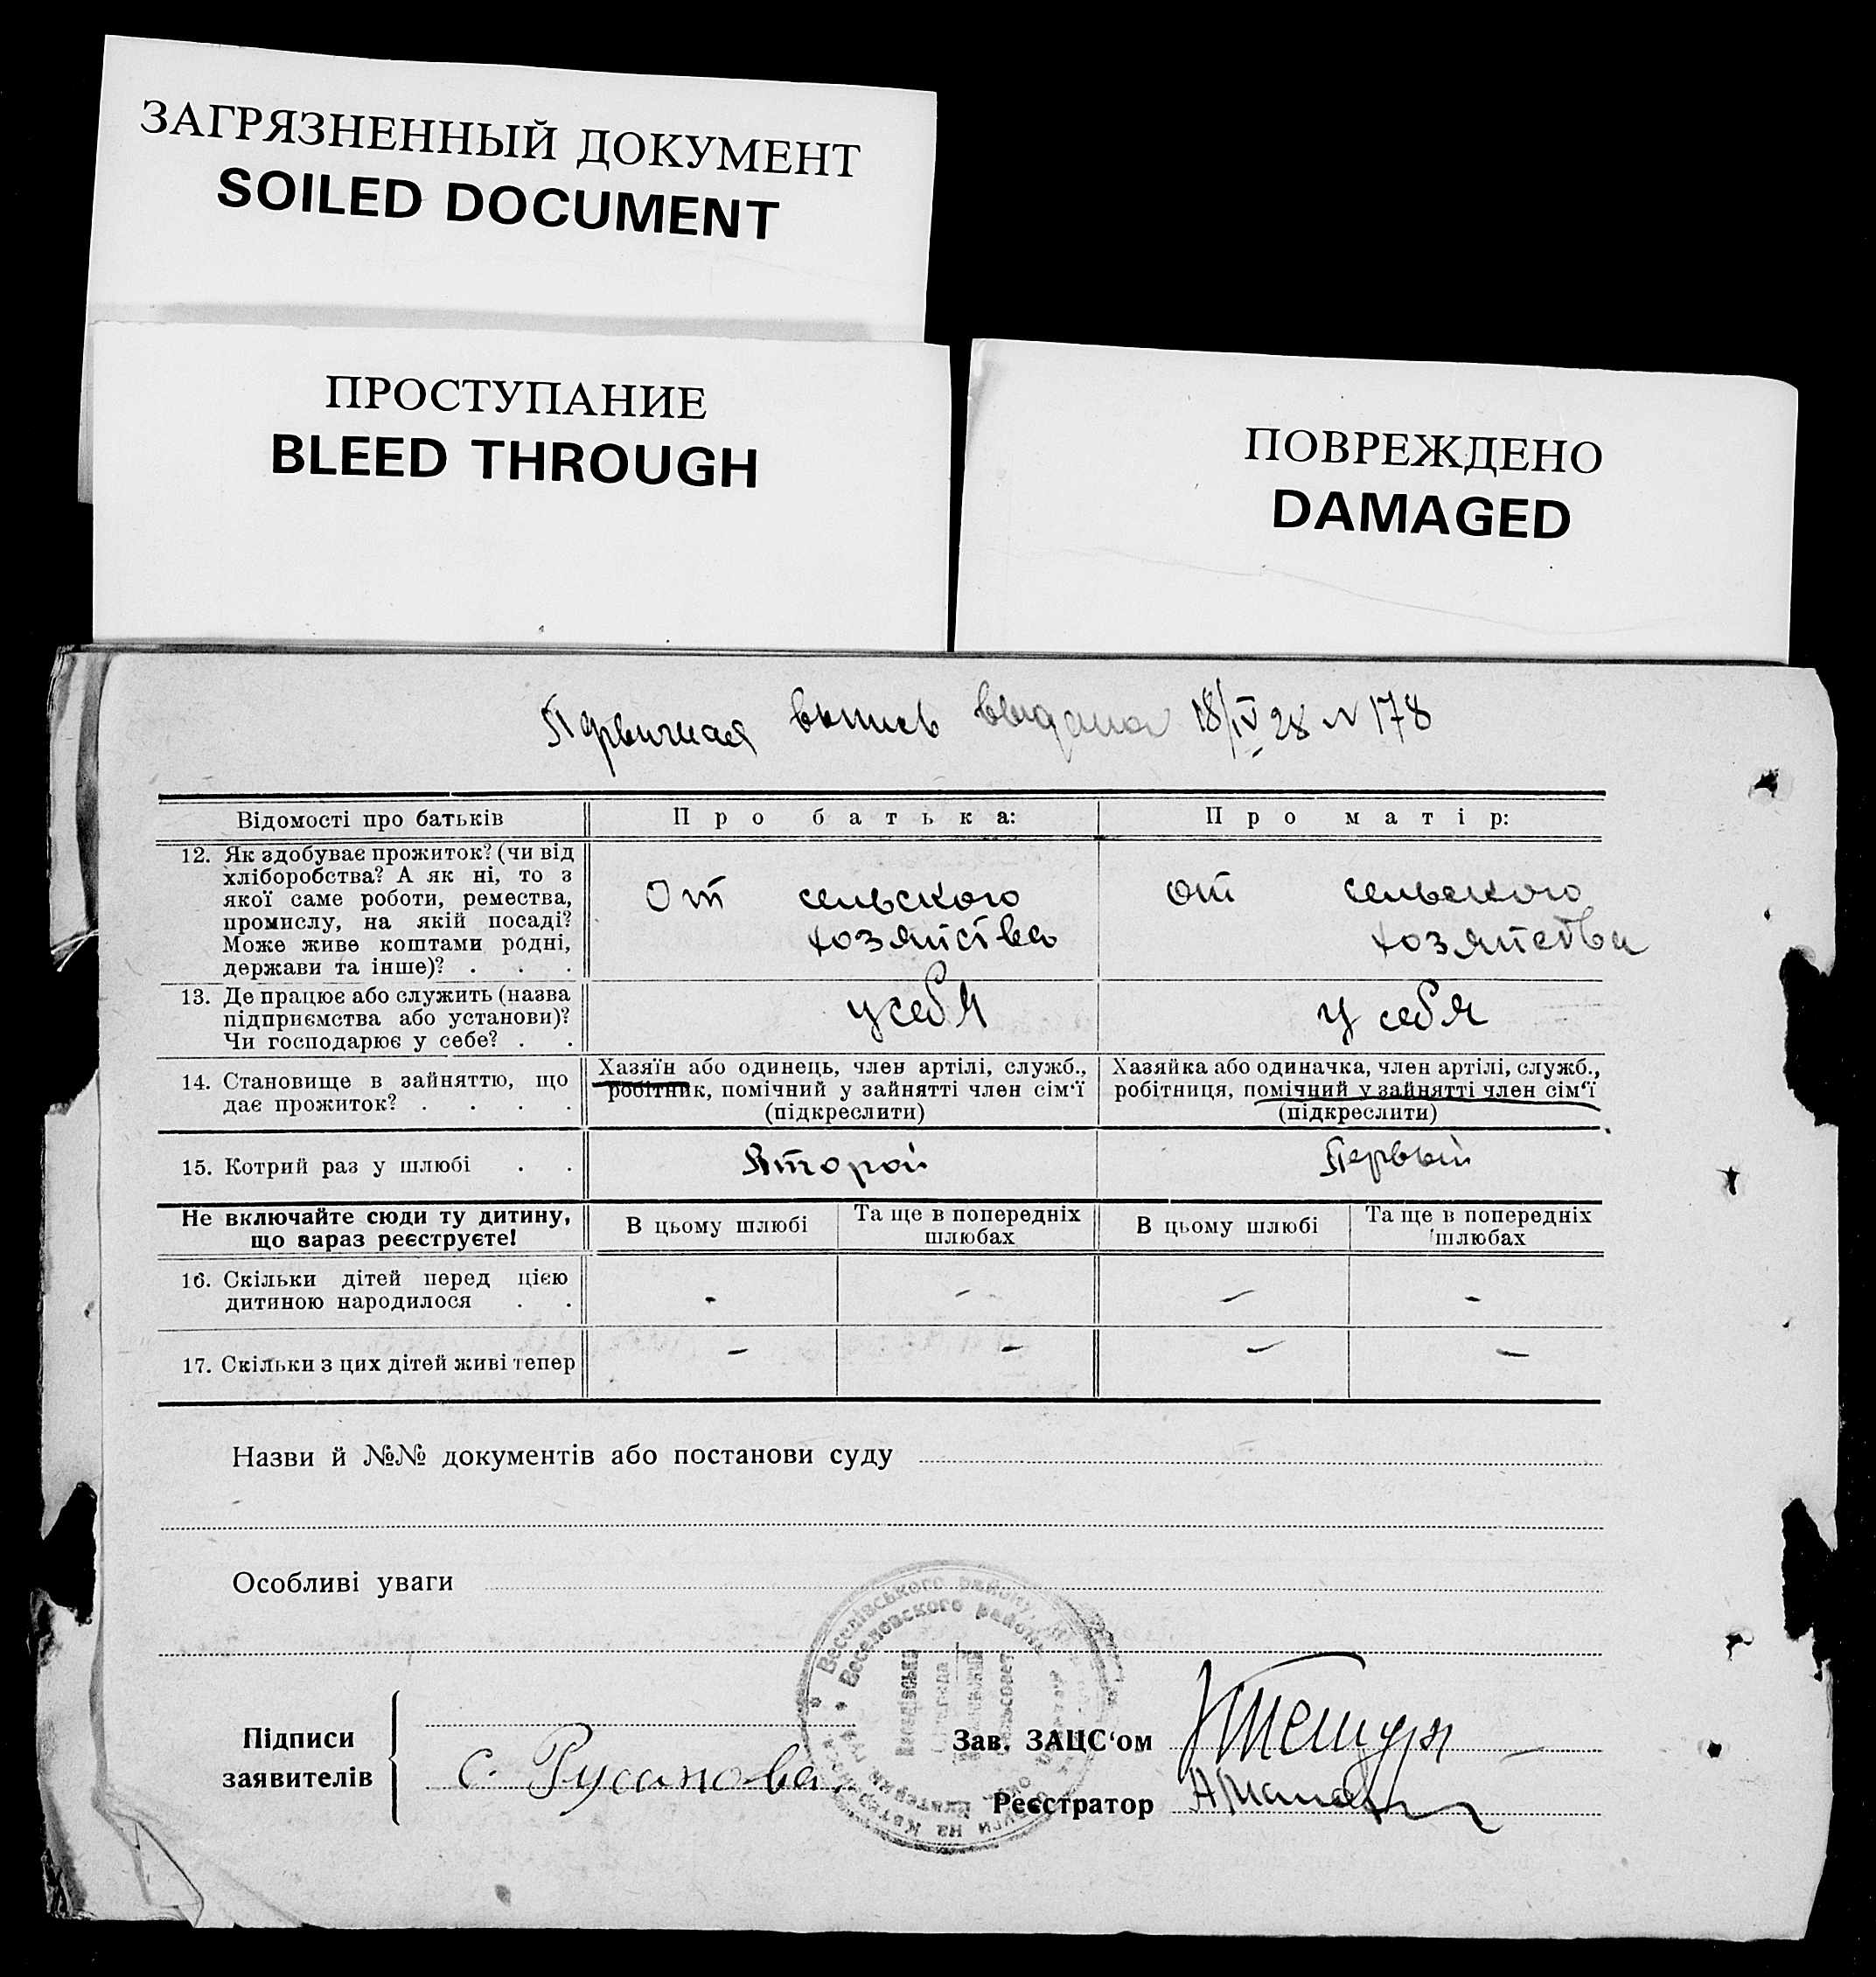 ЗАГРЯЗНЕННЫЙ ДОКУМЕНТ
SOILED DOCUMENT
ПРОСТУПАНИЕ
BLEED THROUGH
ПОВРЕЖДЕНО
DAMAGED
Первичная выпись выдана 18/IV 28 N 178
Відомості про батьків
Про батька:
Про матір:
12. Як здобуває прожиток? (чи від
хліборобства? А як ні, то з
якої саме роботи, ремества,
промислу, на якій посаді?
Може живе коштами родні,
держави та інше)? . . .
От сельского
хозяйства
от сельского
хозяйства
13. Де працює або служить (назва
підприємства або установи)?
Чи господарює у себе? . .
у себя
у себя
14. Становище в зайняттю, що
дає прожиток? . . . .
Хазяїн або одинець, член артілі, служб.,
робітник, помічний у зайнятті член сім'ї
(підкреслити)
Хазяйка або одиначка, член артілі, служб.,
робітниця, помічний у зайнятті член сім'ї
(підкреслити)
15. Котрий раз у шлюбі . .
Второй
Первый
Не включайте сюди ту дитину,
що зараз реєструєте!
В цьому шлюбі
Та ще в попередніх
шлюбах
В цьому шлюбі
Та ще в попередніх
шлюбах
16. Скільки дітей перед цією
дитиною народилося . .
- - - -
17. Скільки з цих дітей живі тепер
- - - -
Назви й №№ документів або постанови суду
Особливі уваги
Веселівського району
Веселовского района
Підписи
заявителів
С. Русанова
Зав. ЗАЦС'ом
Реєстратор